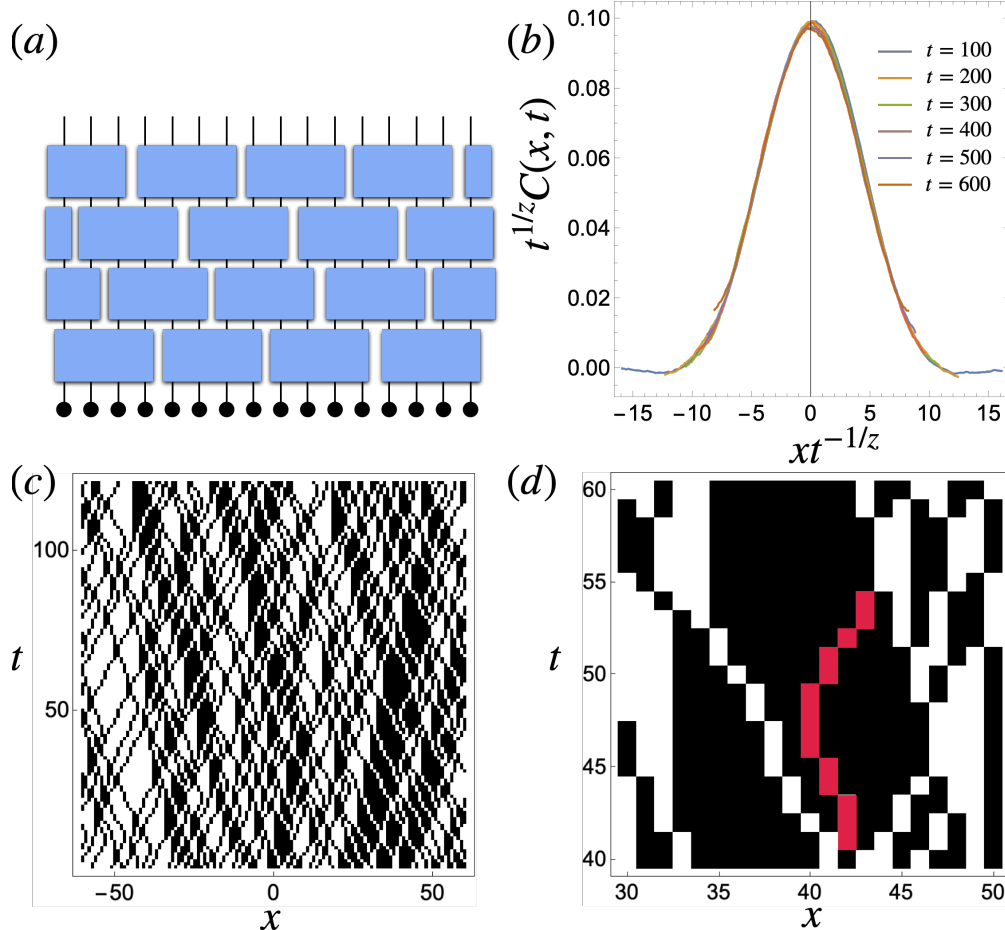 (a)
(b)
t^{1/z}C(x, t)
0.10
0.08
0.06
0.04
0.02
0.00
t = 100
t = 200
t = 300
t = 400
t = 500
t = 600
−15 −10 −5 0 5 10 15
xt^{−1/z}
(c)
t
100
50
−50 0 50
x
(d)
t
60
55
50
45
40
30 35 40 45 50
x